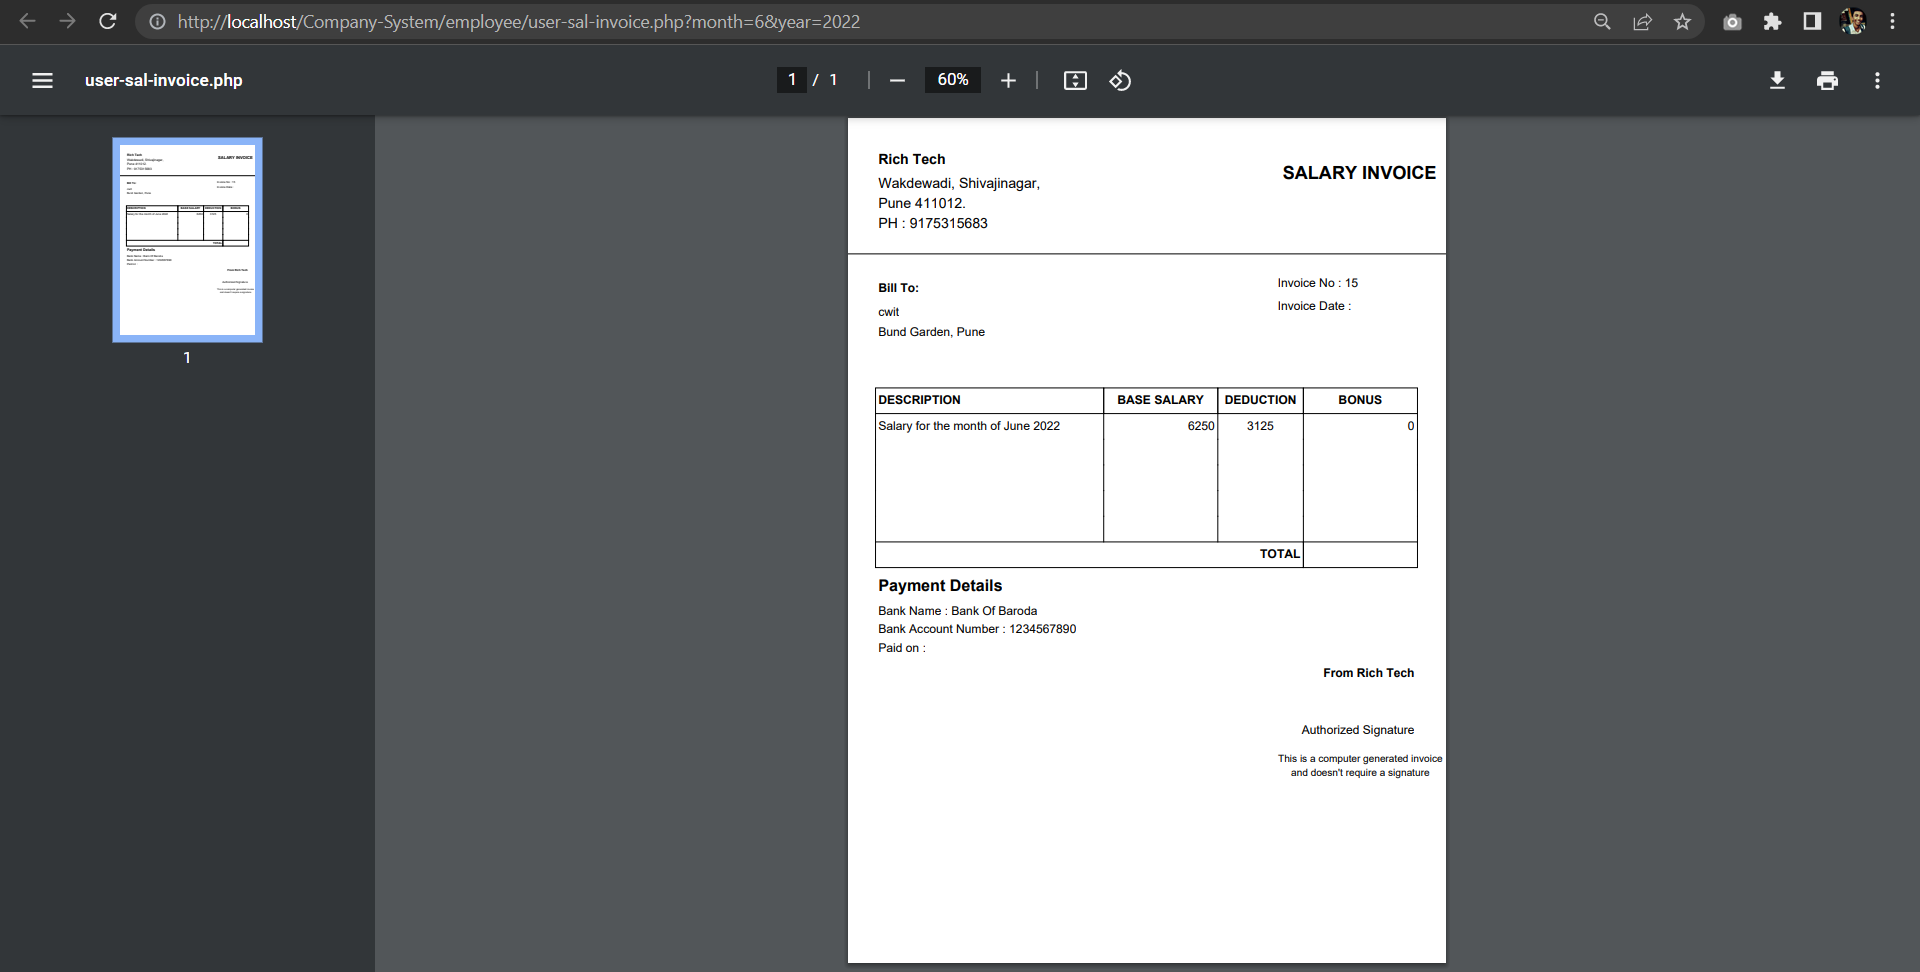 http://localhost/Company-System/employee/user-sal-invoice.php?month=6&year=2022
user-sal-invoice.php
1 / 1
60%
1
Rich Tech
Wakdewadi, Shivajinagar,
Pune 411012.
PH : 9175315683
SALARY INVOICE
Bill To:
cwit
Bund Garden, Pune
Invoice No : 15
Invoice Date :
DESCRIPTION BASE SALARY DEDUCTION BONUS
Salary for the month of June 2022 6250 3125 0
TOTAL
Payment Details
Bank Name : Bank Of Baroda
Bank Account Number : 1234567890
Paid on :
From Rich Tech
Authorized Signature
This is a computer generated invoice
and doesn't require a signature